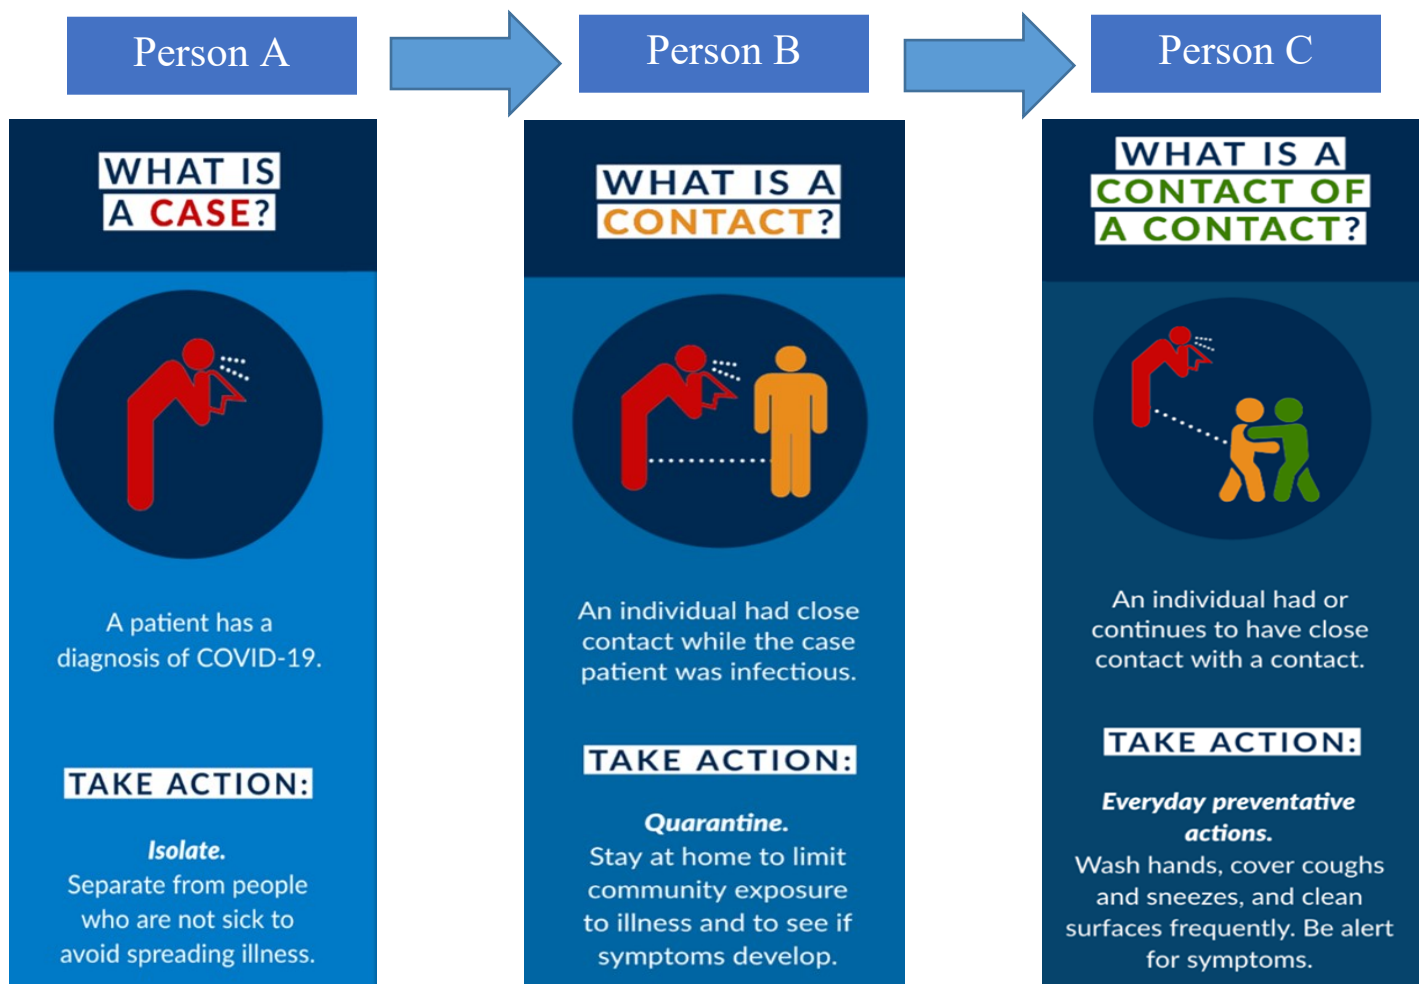 Person A
Person B
Person C
WHAT IS
A CASE?
A patient has a
diagnosis of COVID-19.
TAKE ACTION:
Isolate.
Separate from people
who are not sick to
avoid spreading illness.
WHAT IS A
CONTACT?
An individual had close
contact while the case
patient was infectious.
TAKE ACTION:
Quarantine.
Stay at home to limit
community exposure
to illness and to see if
symptoms develop.
WHAT IS A
CONTACT OF
A CONTACT?
An individual had or
continues to have close
contact with a contact.
TAKE ACTION:
Everyday preventative
actions.
Wash hands, cover coughs
and sneezes, and clean
surfaces frequently. Be alert
for symptoms.